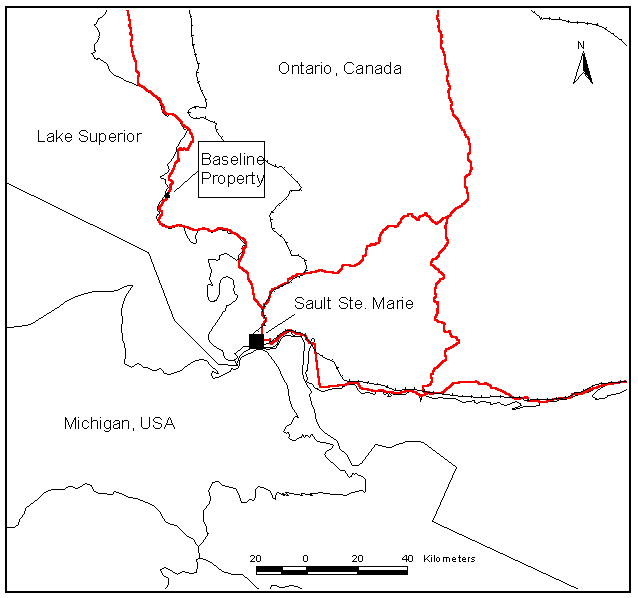 N
Ontario, Canada
Lake Superior
Baseline
Property
Sault Ste. Marie
Michigan, USA
20 0 20 40 Kilometers